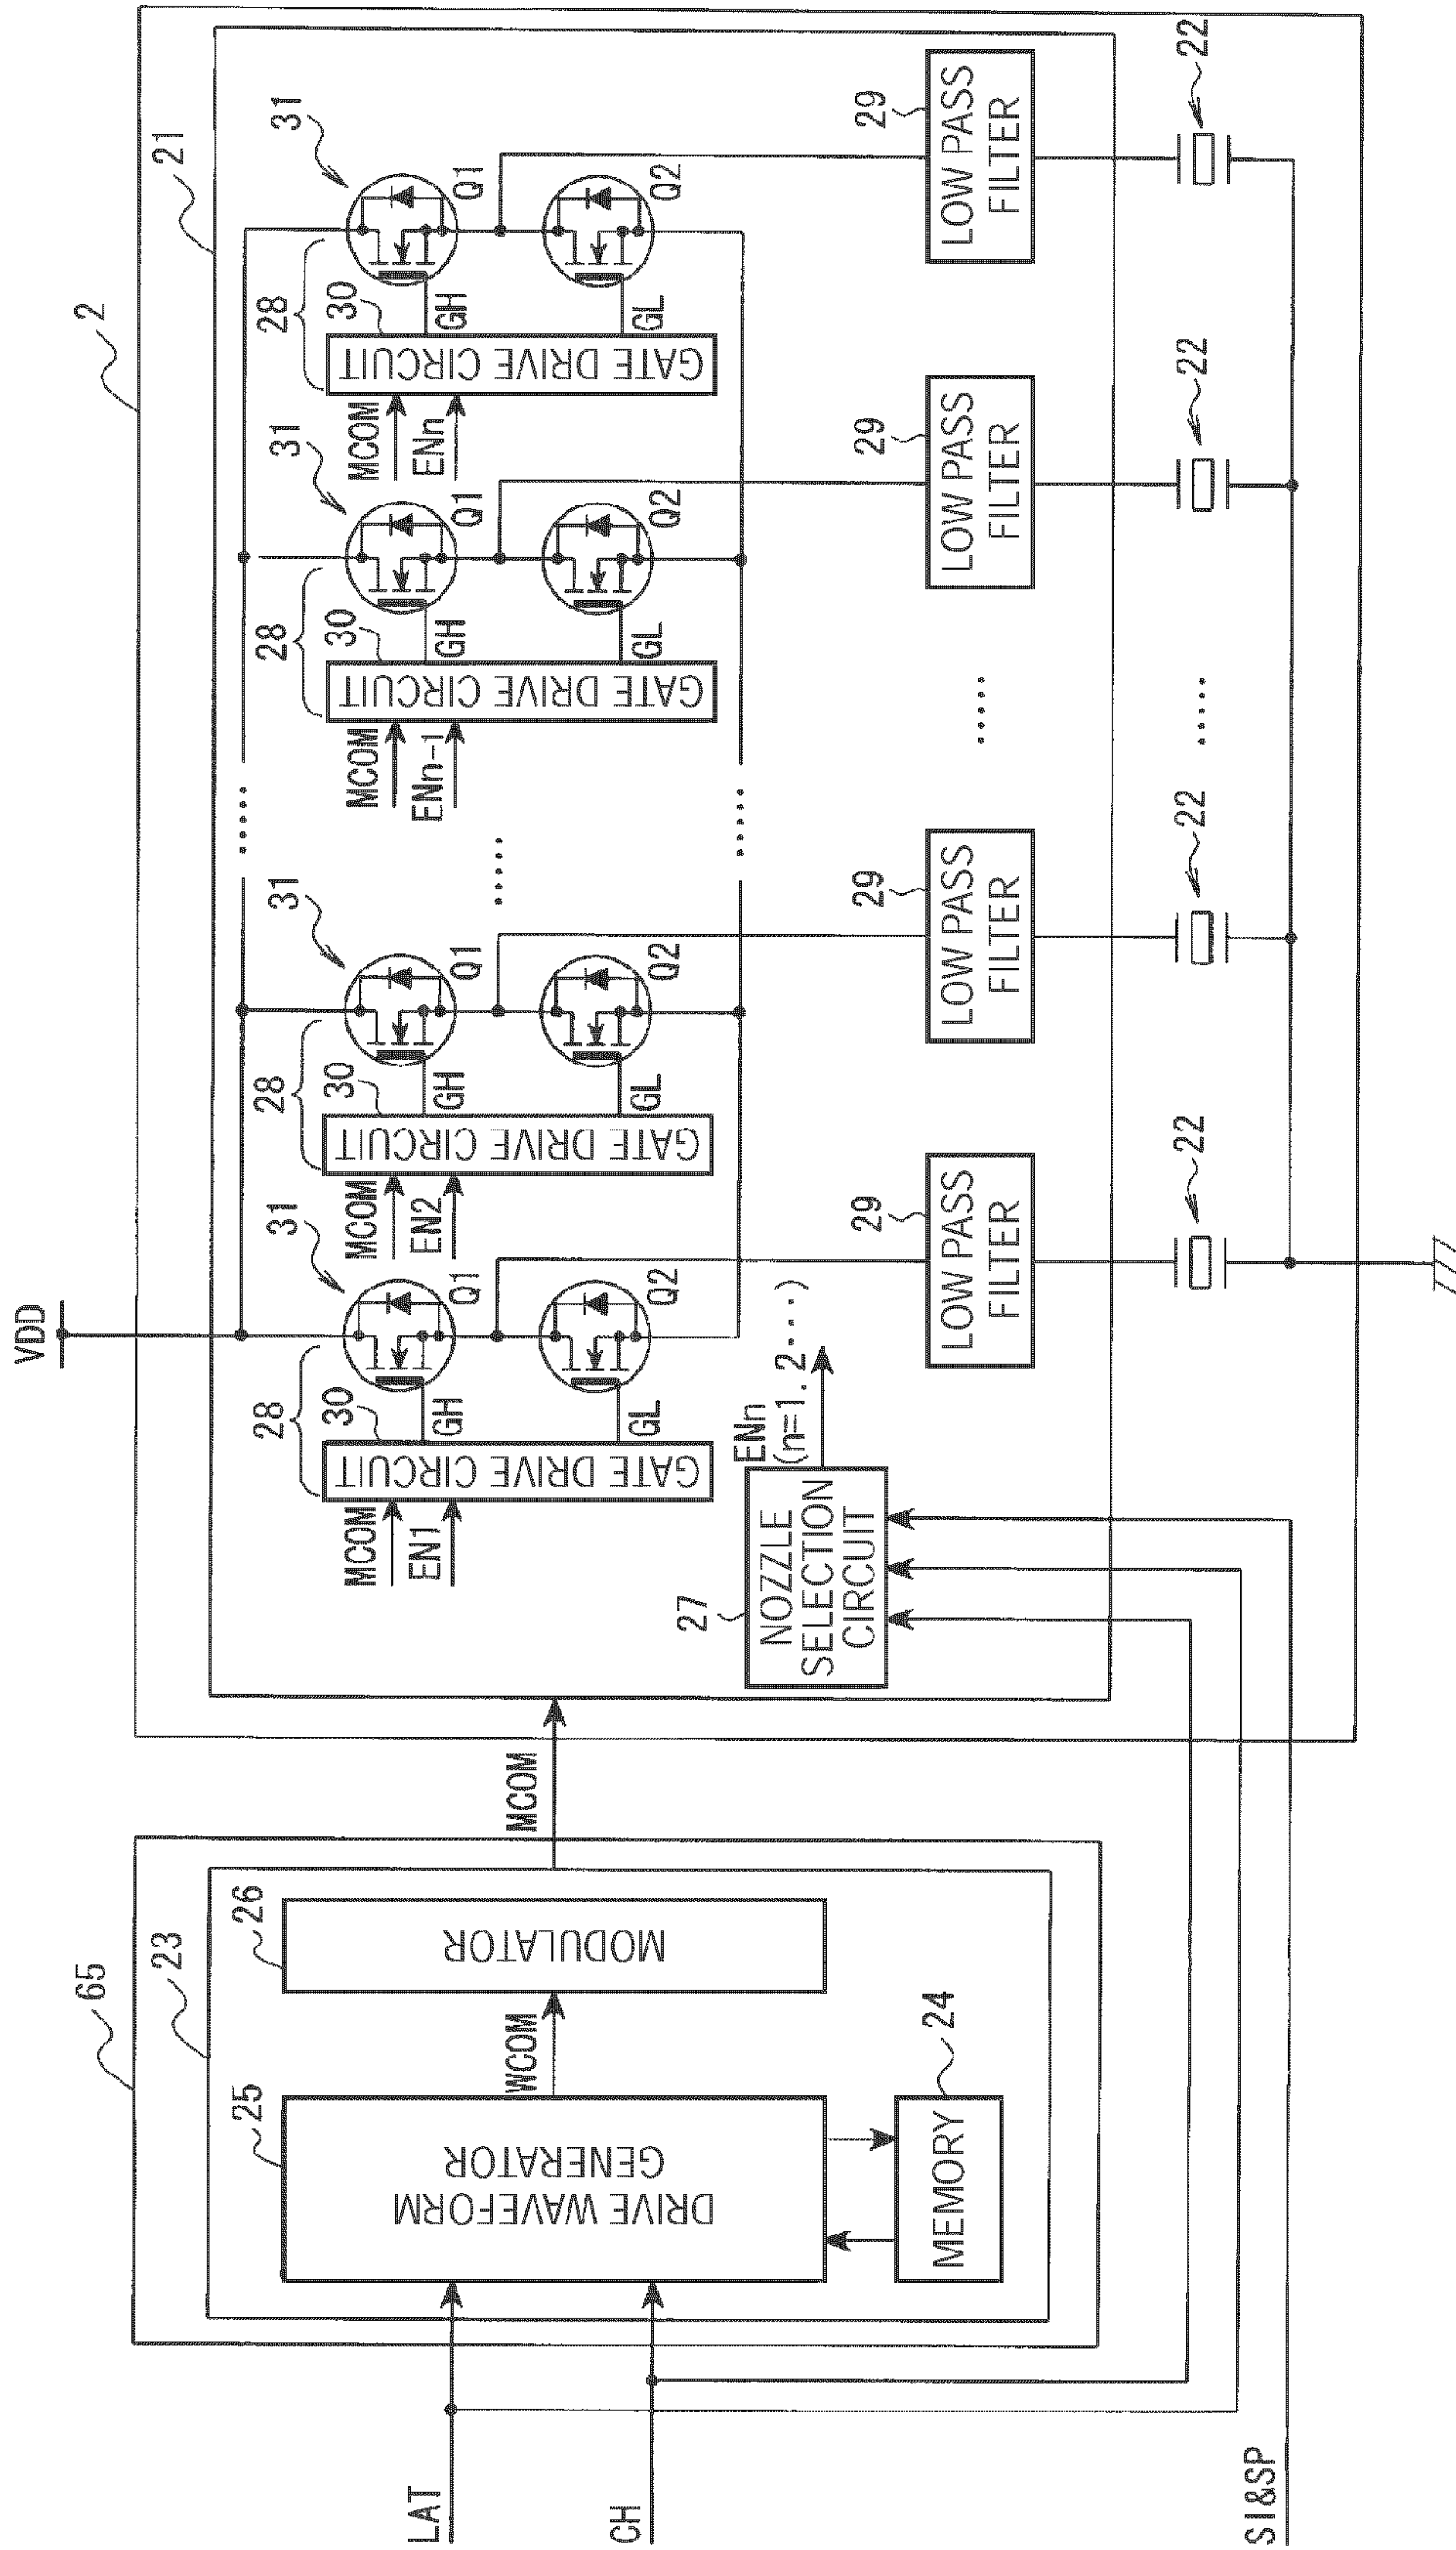 VDD
2
21
65
23
25
DRIVE WAVEFORM
GENERATOR
WCOM
26
MODULATOR
24
MEMORY
LAT
CH
SI&SP
MCOM
27
NOZZLE
SELECTION
CIRCUIT
ENn
(n=1.2···)
MCOM
EN1
28
30
GATE DRIVE CIRCUIT
GH
GL
31
Q1
Q2
MCOM
EN2
28
30
GATE DRIVE CIRCUIT
GH
GL
31
Q1
Q2
MCOM
ENn-1
28
30
GATE DRIVE CIRCUIT
GH
GL
31
Q1
Q2
MCOM
ENn
28
30
GATE DRIVE CIRCUIT
GH
GL
31
Q1
Q2
29
LOW PASS
FILTER
29
LOW PASS
FILTER
29
LOW PASS
FILTER
29
LOW PASS
FILTER
22
22
22
22